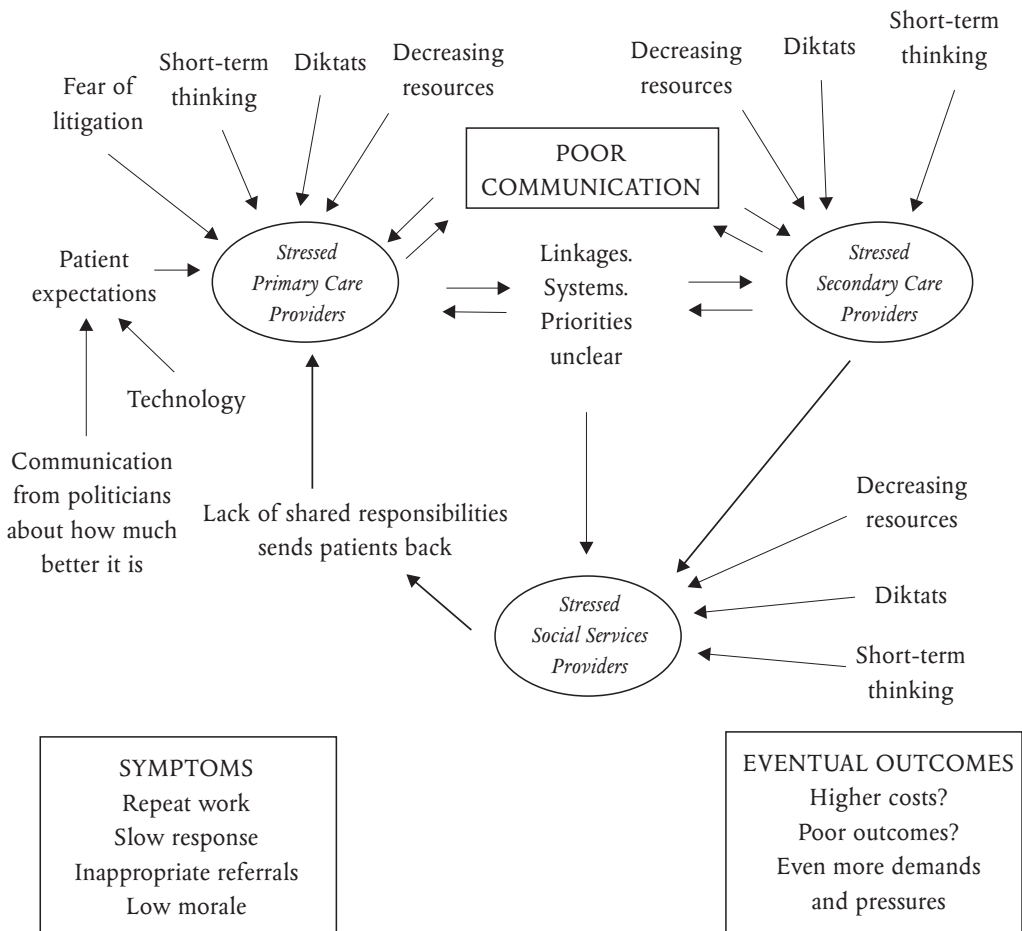 Fear of
litigation
Short-term
thinking
Diktats
Decreasing
resources
POOR
COMMUNICATION
Decreasing
resources
Diktats
Short-term
thinking
Patient
expectations
Stressed
Primary Care
Providers
Linkages.
Systems.
Priorities
unclear
Stressed
Secondary Care
Providers
Technology
Communication
from politicians
about how much
better it is
Lack of shared responsibilities
sends patients back
Stressed
Social Services
Providers
Decreasing
resources
Diktats
Short-term
thinking
SYMPTOMS
Repeat work
Slow response
Inappropriate referrals
Low morale
EVENTUAL OUTCOMES
Higher costs?
Poor outcomes?
Even more demands
and pressures